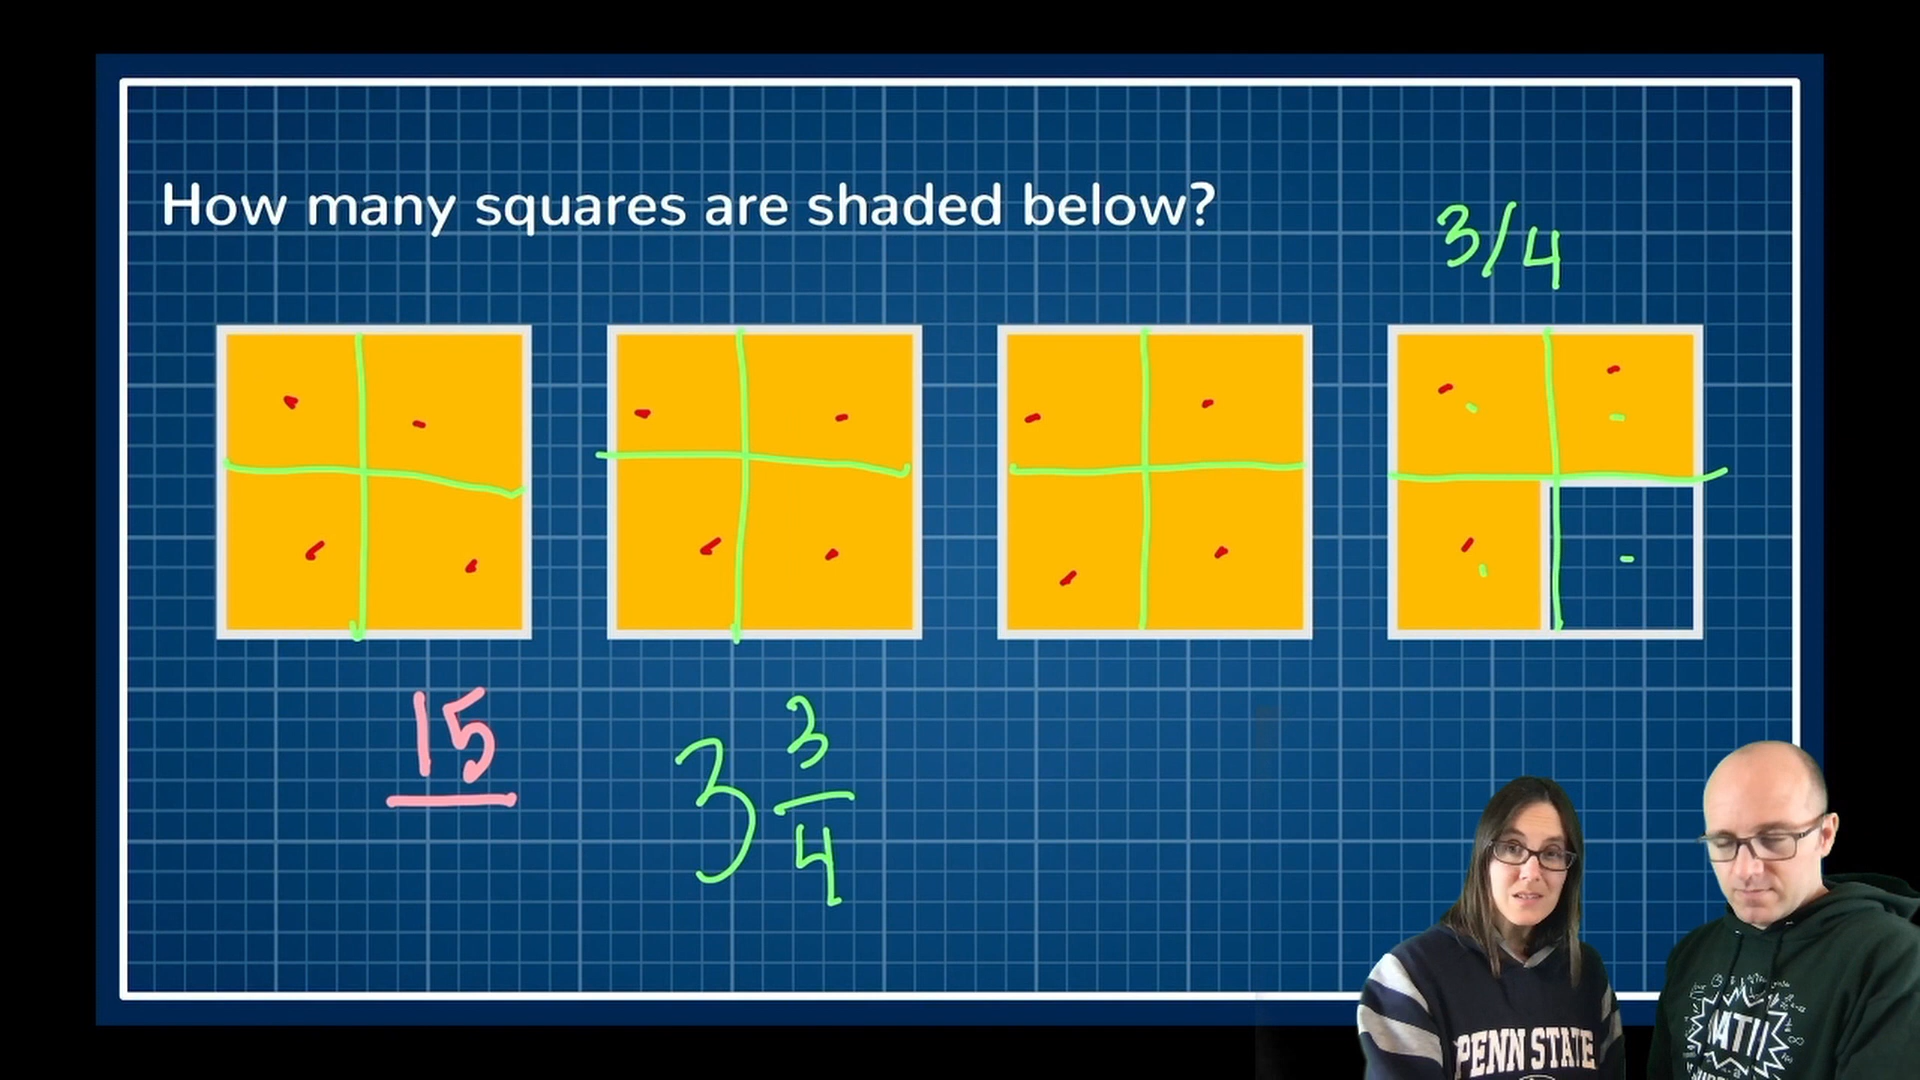 How many squares are shaded below?
3/4
15
3 3/4
PENN STATE
MATH